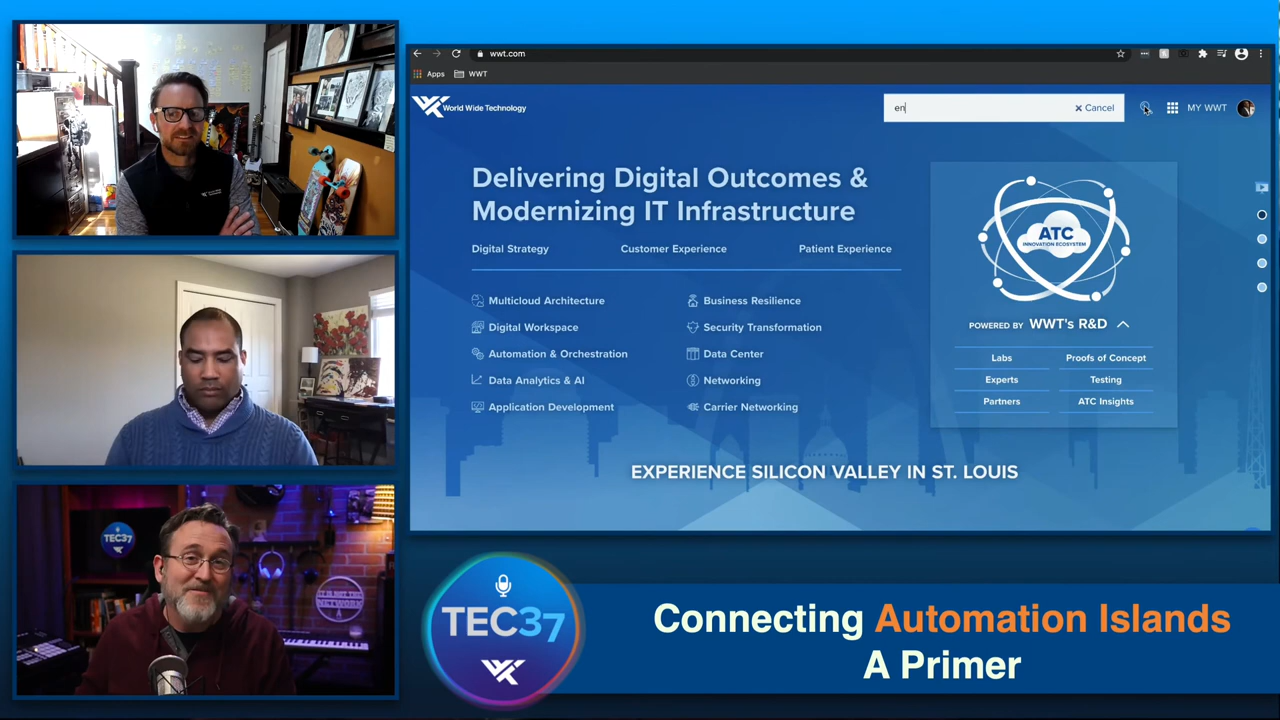 wwt.com
Apps
WWT
World Wide Technology
en
Cancel
MY WWT
Delivering Digital Outcomes &
Modernizing IT Infrastructure
Digital Strategy
Customer Experience
Patient Experience
Multicloud Architecture
Business Resilience
Digital Workspace
Security Transformation
Automation & Orchestration
Data Center
Data Analytics & AI
Networking
Application Development
Carrier Networking
ATC
INNOVATION ECOSYSTEM
POWERED BY WWT's R&D
Labs
Proofs of Concept
Experts
Testing
Partners
ATC Insights
EXPERIENCE SILICON VALLEY IN ST. LOUIS
TEC37
TEC37
Connecting Automation Islands
A Primer